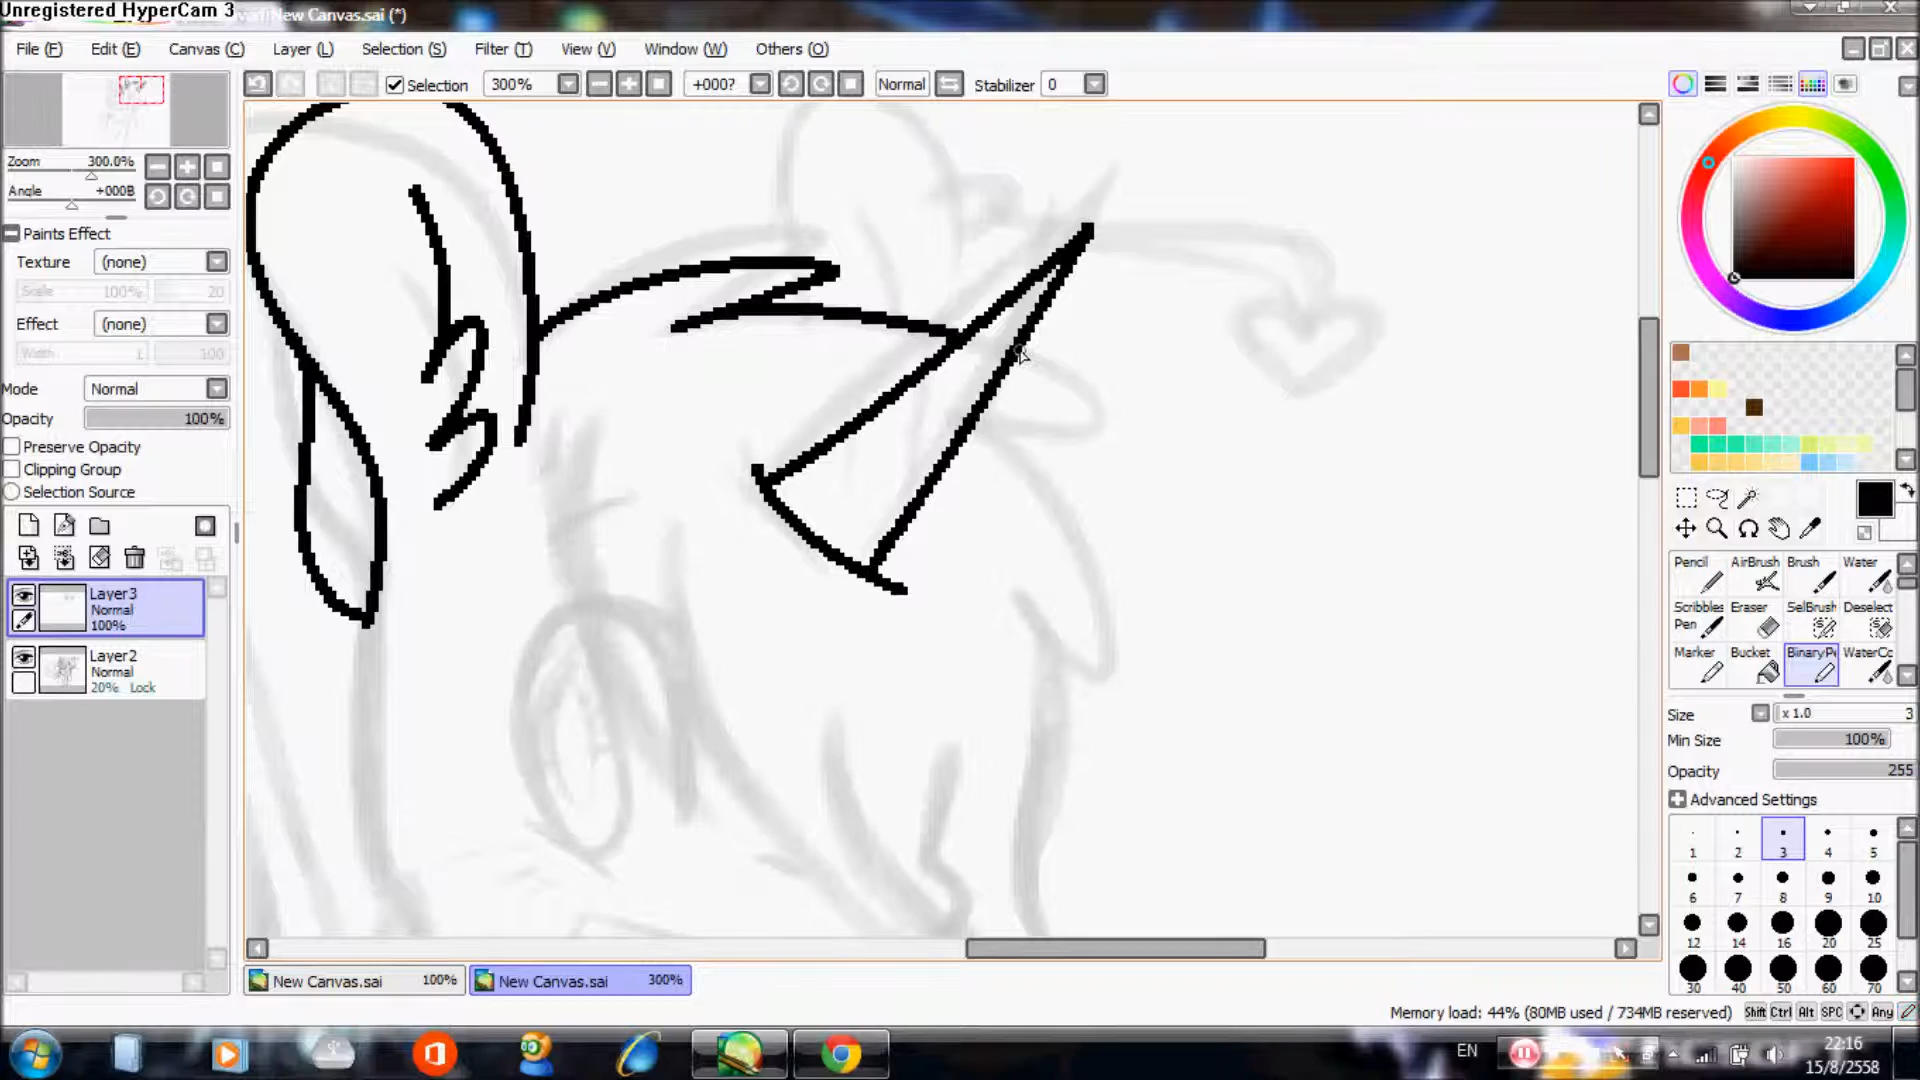 Unregistered HyperCam 3
New Canvas.sai (*)
File (F) Edit (E) Canvas (C) Layer (L) Selection (S) Filter (T) View (V) Window (W) Others (O)
Selection 300% +000? Normal Stabilizer 0
Zoom 300.0%
Angle +000B
Paints Effect
Texture (none)
Scale 100% 20
Effect (none)
Width 1 100
Mode Normal
Opacity 100%
Preserve Opacity
Clipping Group
Selection Source
Layer3
Normal
100%
Layer2
Normal
20% Lock
Pencil AirBrush Brush Water
Scribbles Eraser SelBrush Deselect
Pen
Marker Bucket BinaryPe WaterCo
Size x 1.0 3
Min Size 100%
Opacity 255
Advanced Settings
1 2 3 4 5
6 7 8 9 10
12 14 16 20 25
30 40 50 60 70
New Canvas.sai 100% New Canvas.sai 300%
Memory load: 44% (80MB used / 734MB reserved) Shift Ctrl Alt SPC Any
EN
22:16
15/8/2558